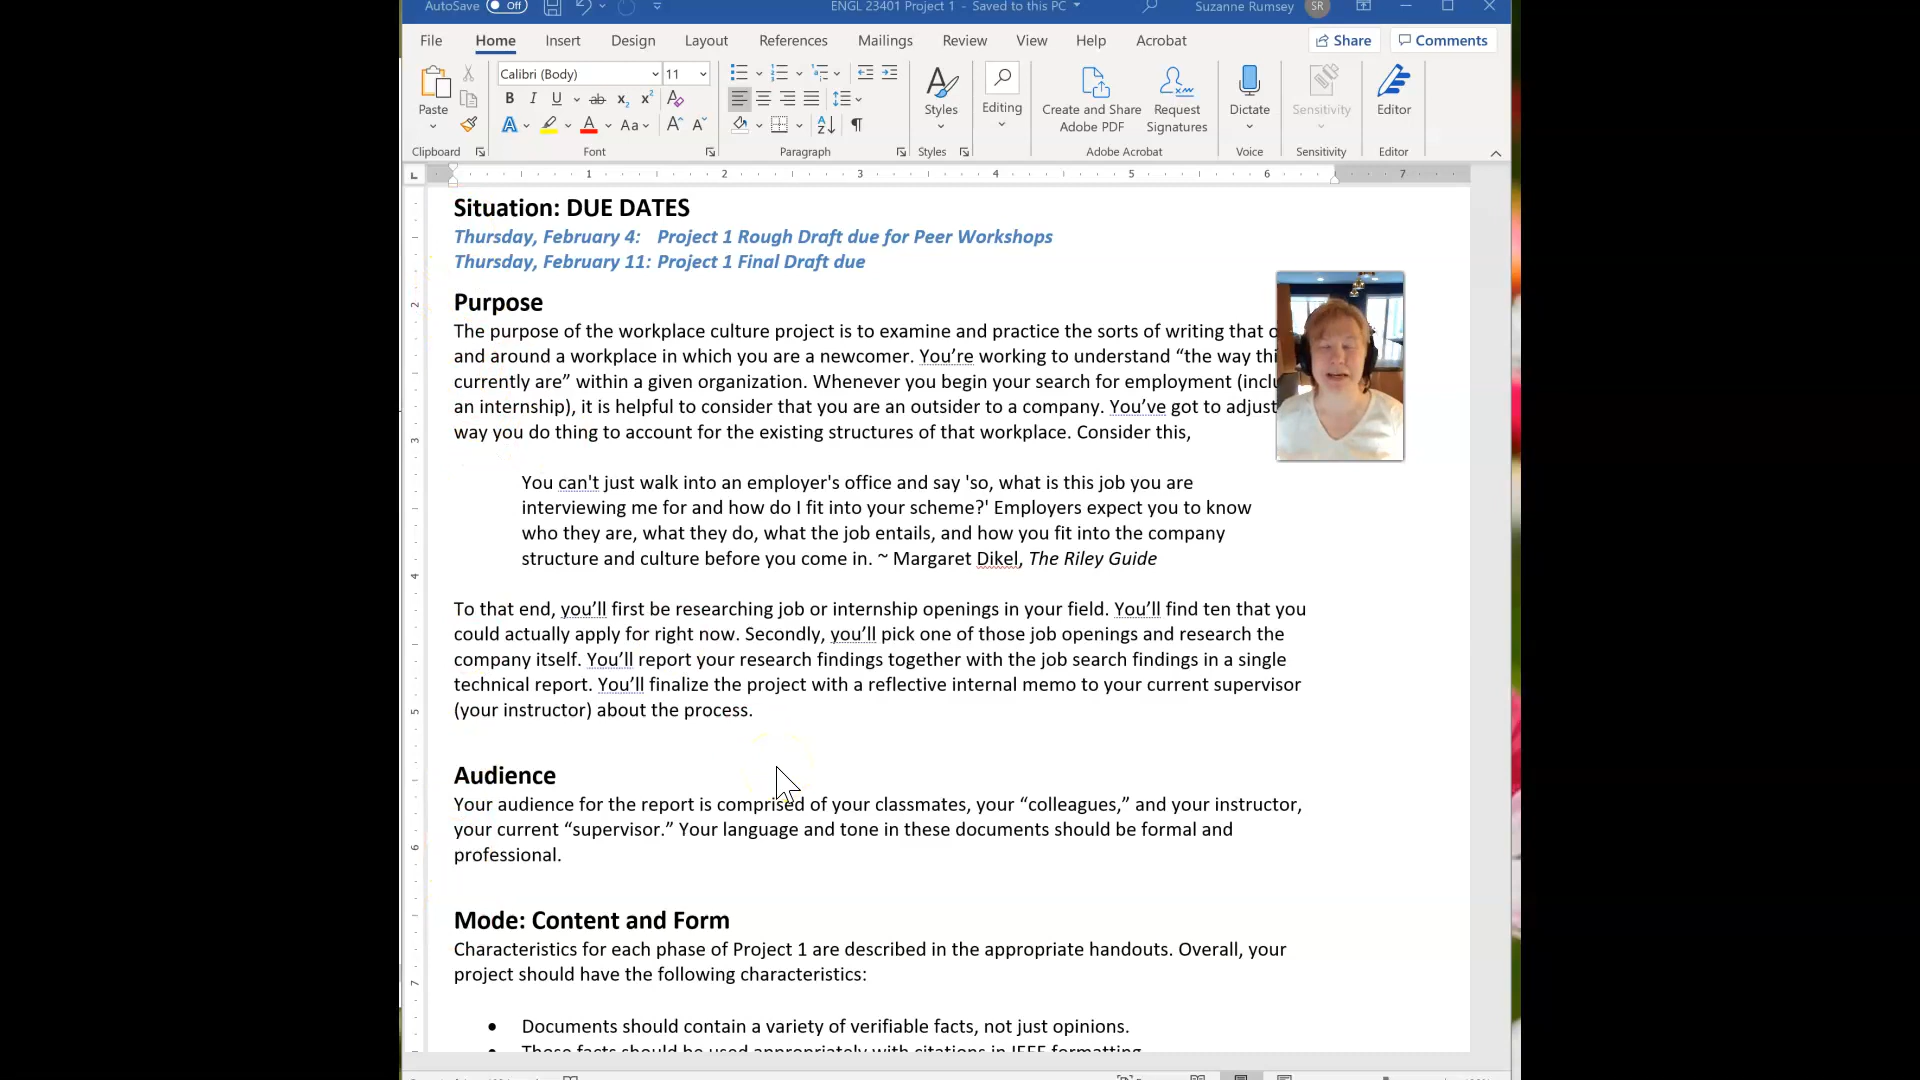 AutoSave Off ENGL 23401 Project 1 - Saved to this PC Suzanne Rumsey SR
File Home Insert Design Layout References Mailings Review View Help Acrobat Share Comments
Calibri (Body) 11
Paste Styles Editing Create and Share Adobe PDF Request Signatures Dictate Sensitivity Editor
Clipboard Font Paragraph Styles Adobe Acrobat Voice Sensitivity Editor
1 2 3 4 5 6 7
Situation: DUE DATES
Thursday, February 4: Project 1 Rough Draft due for Peer Workshops
Thursday, February 11: Project 1 Final Draft due
Purpose
The purpose of the workplace culture project is to examine and practice the sorts of writing that
and around a workplace in which you are a newcomer. You’re working to understand “the way
currently are” within a given organization. Whenever you begin your search for employment
an internship), it is helpful to consider that you are an outsider to a company. You’ve got to adjust
way you do thing to account for the existing structures of that workplace. Consider this,
You can't just walk into an employer's office and say 'so, what is this job you are
interviewing me for and how do I fit into your scheme?' Employers expect you to know
who they are, what they do, what the job entails, and how you fit into the company
structure and culture before you come in. ~ Margaret Dikel, The Riley Guide
To that end, you’ll first be researching job or internship openings in your field. You’ll find ten that you
could actually apply for right now. Secondly, you’ll pick one of those job openings and research the
company itself. You’ll report your research findings together with the job search findings in a single
technical report. You’ll finalize the project with a reflective internal memo to your current supervisor
(your instructor) about the process.
Audience
Your audience for the report is comprised of your classmates, your “colleagues,” and your instructor,
your current “supervisor.” Your language and tone in these documents should be formal and
professional.
Mode: Content and Form
Characteristics for each phase of Project 1 are described in the appropriate handouts. Overall, your
project should have the following characteristics:
• Documents should contain a variety of verifiable facts, not just opinions.
• Those facts should be used appropriately with citations in IEEE formatting